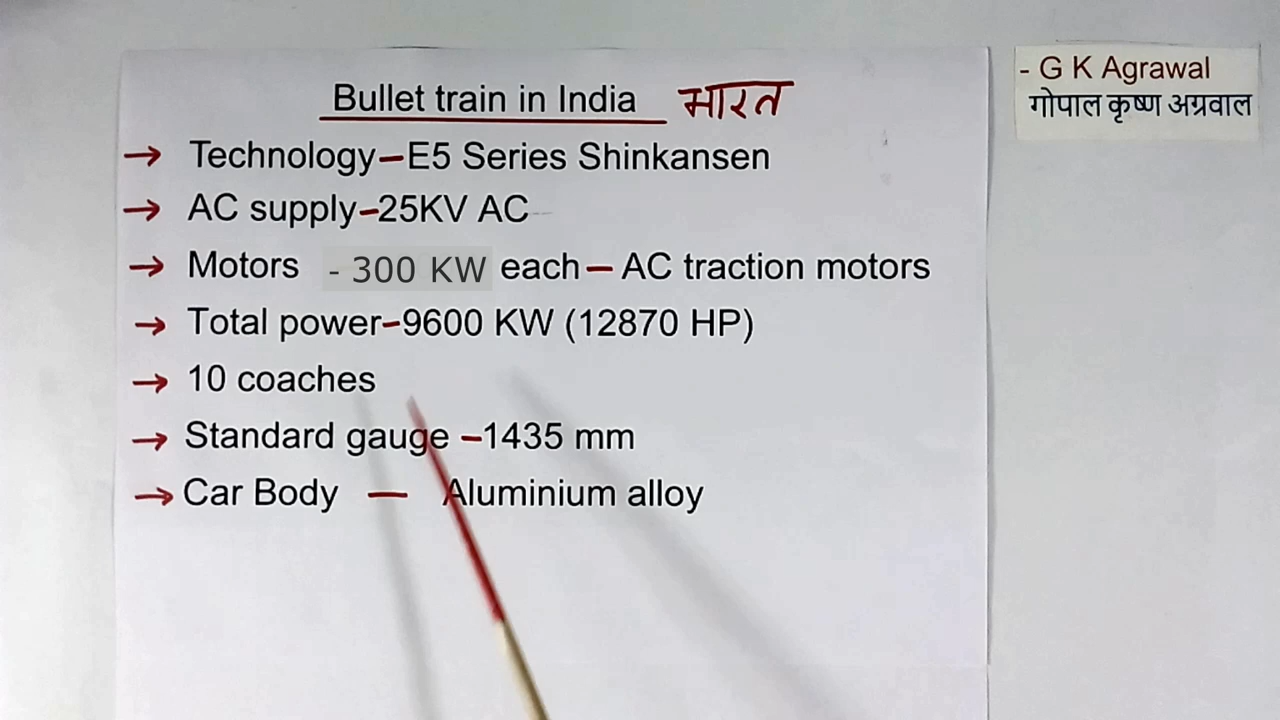 Bullet train in India भारत
→ Technology–E5 Series Shinkansen
→ AC supply–25KV AC
→ Motors - 300 KW each – AC traction motors
→ Total power–9600 KW (12870 HP)
→ 10 coaches
→ Standard gauge –1435 mm
→ Car Body — Aluminium alloy
- G K Agrawal
गोपाल कृष्ण अग्रवाल